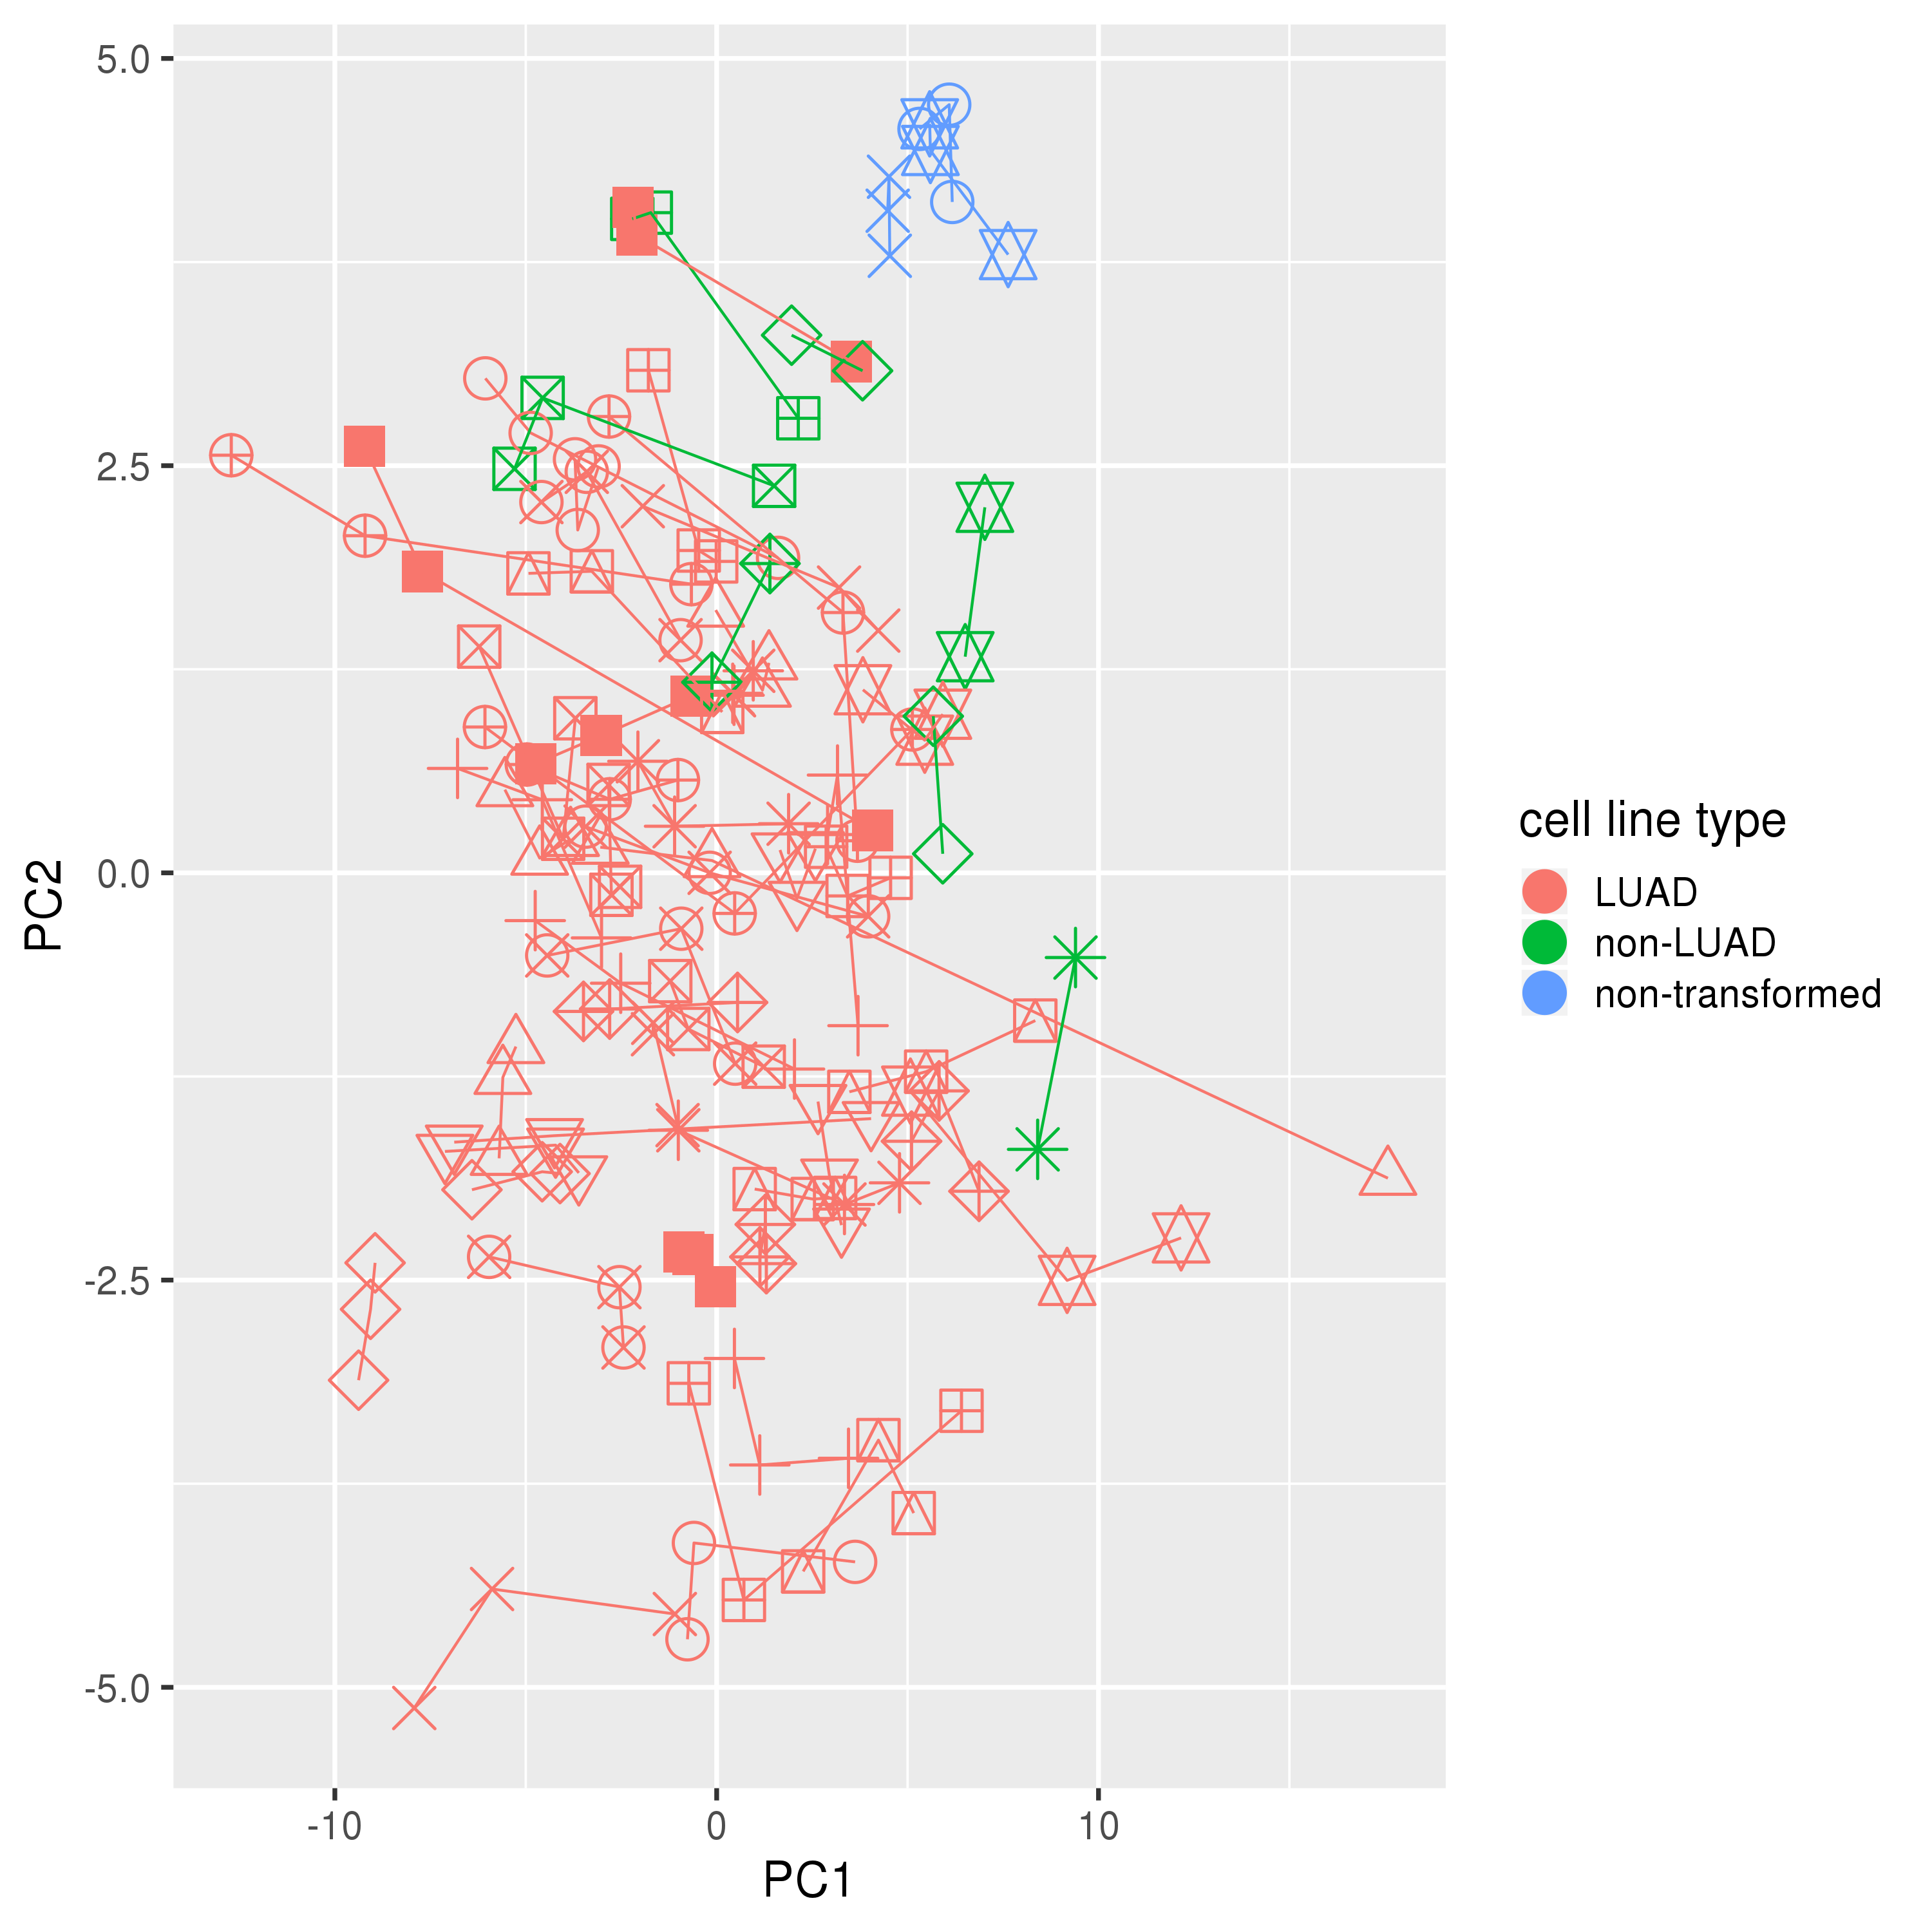 5.0
2.5
0.0
-2.5
-5.0
PC2
-10
0
10
PC1
cell line type
LUAD
non-LUAD
non-transformed